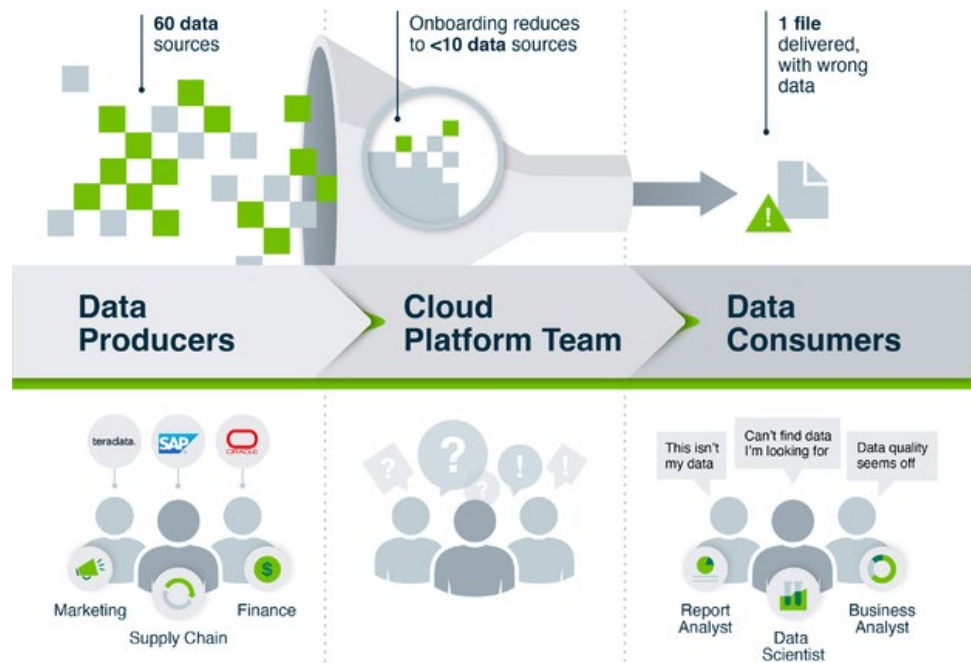 60 data
sources
Onboarding reduces
to <10 data sources
1 file
delivered,
with wrong
data
!
Data
Producers
Cloud
Platform Team
Data
Consumers
teradata.
SAP
ORACLE
?
?
?
!
!
This isn't
my data
Can't find data
I'm looking for
Data quality
seems off
$
Marketing
Supply Chain
Finance
Report
Analyst
Data
Scientist
Business
Analyst